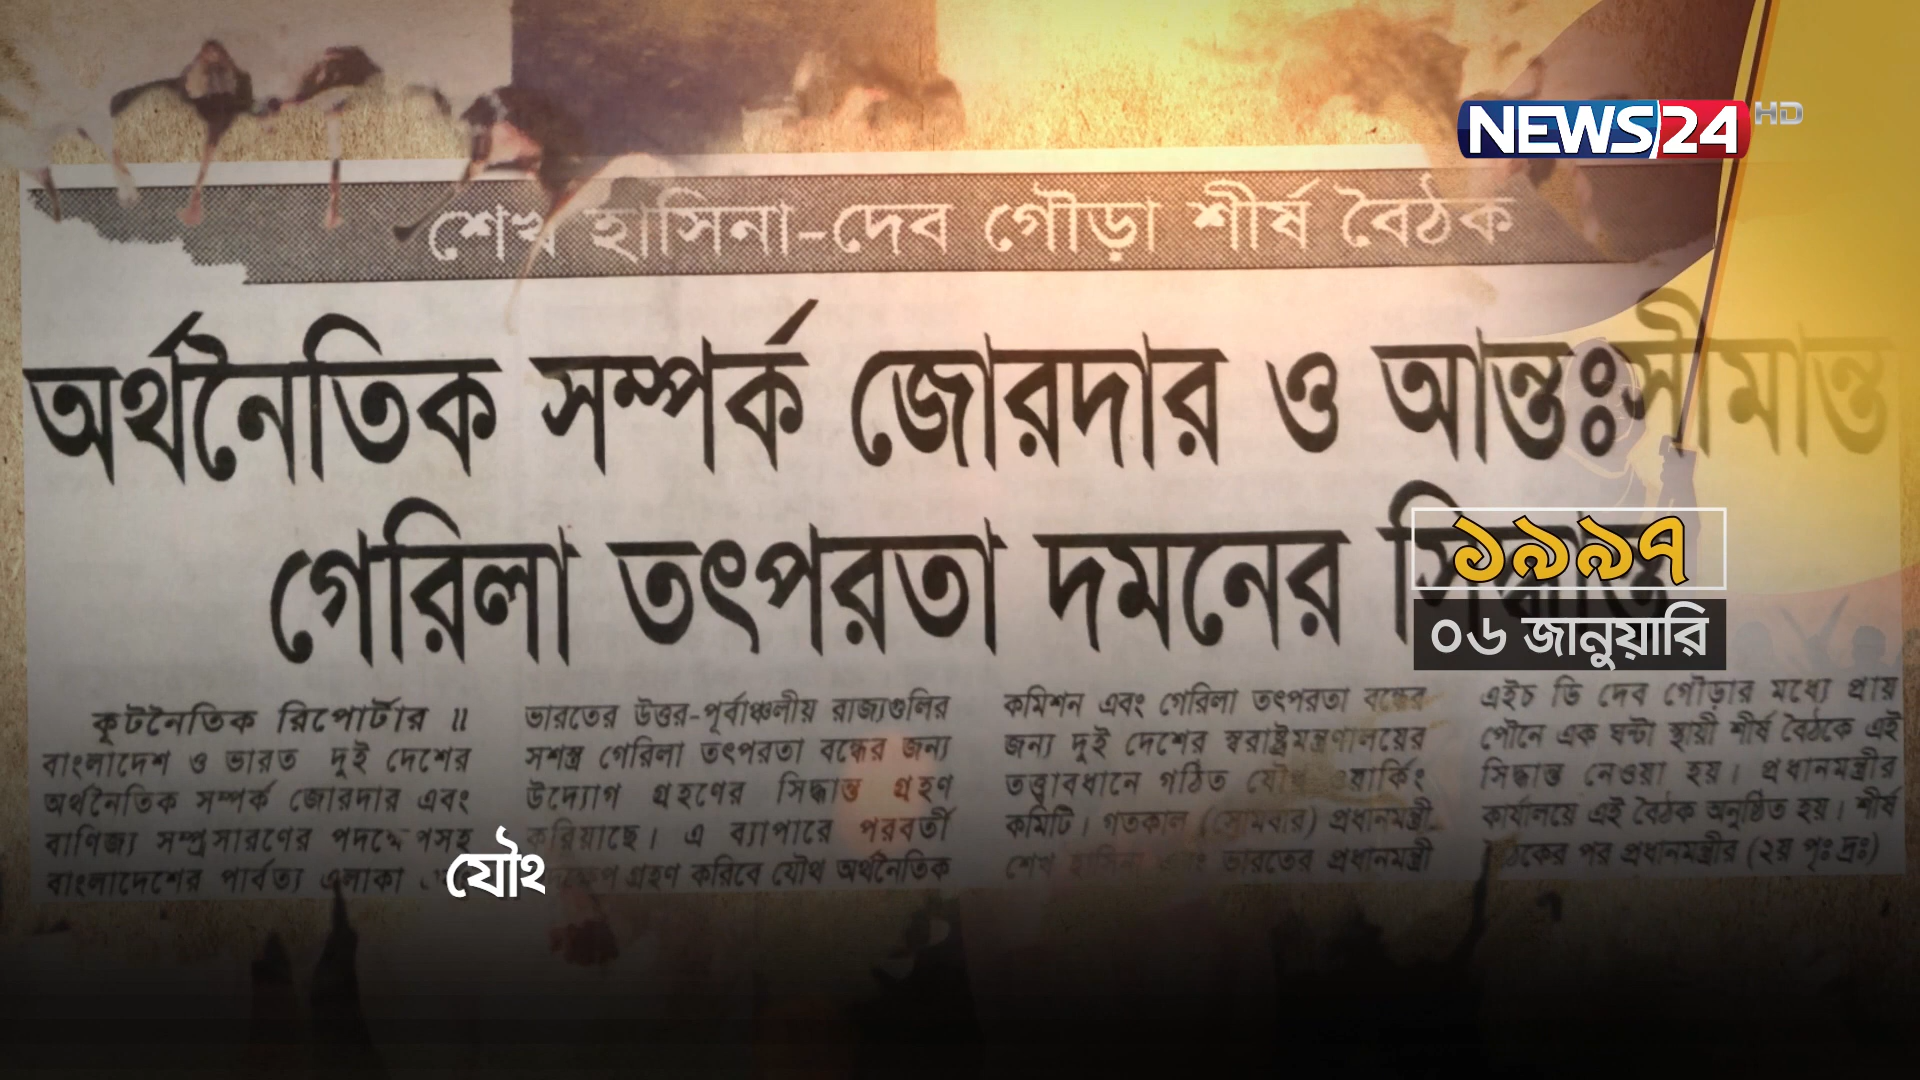 NEWS24 HD
শেখ হাসিনা-দেব গৌড়া শীর্ষ বৈঠক
অর্থনৈতিক সম্পর্ক জোরদার ও আন্তঃসীমান্ত
গেরিলা তৎপরতা দমনের
১৯৯৭
০৬ জানুয়ারি
কূটনৈতিক রিপোর্টার ॥
বাংলাদেশ ও ভারত দুই দেশের
অর্থনৈতিক সম্পর্ক জোরদার এবং
বাণিজ্য সম্প্রসারণের
বাংলাদেশের পার্বত্য এলাকা
ভারতের উত্তর-পূর্বাঞ্চলীয় রাজ্যগুলির
সশস্ত্র গেরিলা তৎপরতা বন্ধের জন্য
উদ্যোগ গ্রহণের সিদ্ধান্ত গ্রহণ
করিয়াছে। এ ব্যাপারে পরবর্তী
গ্রহণ করিবে যৌথ অর্থনৈতিক
কমিশন এবং গেরিলা তৎপরতা বন্ধের
জন্য দুই দেশের স্বরাষ্ট্রমন্ত্রণালয়ের
তত্ত্বাবধানে গঠিত যৌথ ওয়ার্কিং
কমিটি। গতকাল (সোমবার) প্রধানমন্ত্রী
শেখ হাসিনা এবং ভারতের প্রধানমন্ত্রী
এইচ ডি দেব গৌড়ার মধ্যে প্রায়
পৌনে এক ঘন্টা স্থায়ী শীর্ষ বৈঠকে এই
সিদ্ধান্ত নেওয়া হয়। প্রধানমন্ত্রীর
কার্যালয়ে এই বৈঠক অনুষ্ঠিত হয়। শীর্ষ
বৈঠকের পর প্রধানমন্ত্রীর (২য় পৃঃ দ্রঃ)